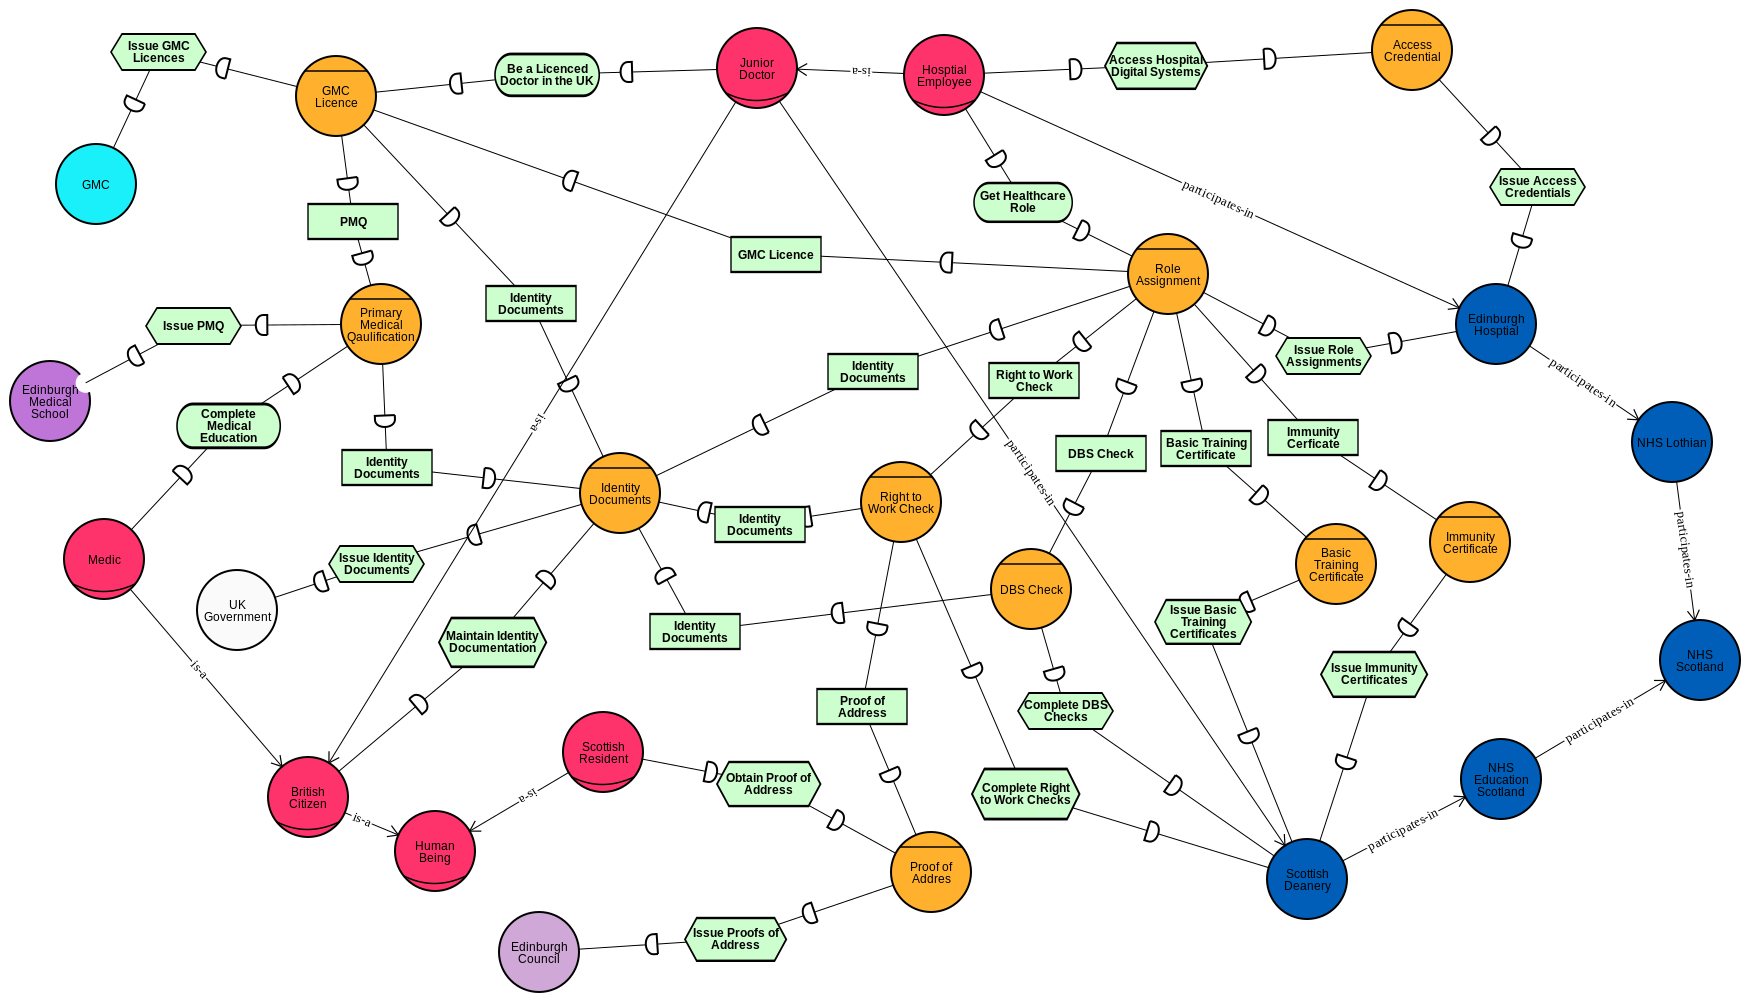 Issue GMC
Licences
GMC
Licence
Be a Licenced
Doctor in the UK
Junior
Doctor
is-a
Hosptial
Employee
Access Hospital
Digital Systems
Access
Credential
GMC
PMQ
Get Healthcare
Role
participates-in
Issue Access
Credentials
GMC Licence
Role
Assignment
Identity
Documents
Issue PMQ
Primary
Medical
Qaulification
Edinburgh
Hosptial
Issue Role
Assignments
Identity
Documents
Right to Work
Check
participates-in
Edinburgh
Medical
School
Complete
Medical
Education
is-a
Immunity
Cerficate
Basic Training
Certificate
DBS Check
NHS Lothian
Identity
Documents
participates-in
Identity
Documents
Right to
Work Check
Identity
Documents
Immunity
Certificate
participates-in
Medic
Issue Identity
Documents
Basic
Training
Certificate
DBS Check
UK
Government
Identity
Documents
Maintain Identity
Documentation
Issue Basic
Training
Certificates
is-a
Issue Immunity
Certificates
NHS
Scotland
Proof of
Address
Complete DBS
Checks
participates-in
Scottish
Resident
Obtain Proof of
Address
Complete Right
to Work Checks
NHS
Education
Scotland
British
Citizen
is-a
is-a
participates-in
Human
Being
Proof of
Addres
Scottish
Deanery
Issue Proofs of
Address
Edinburgh
Council